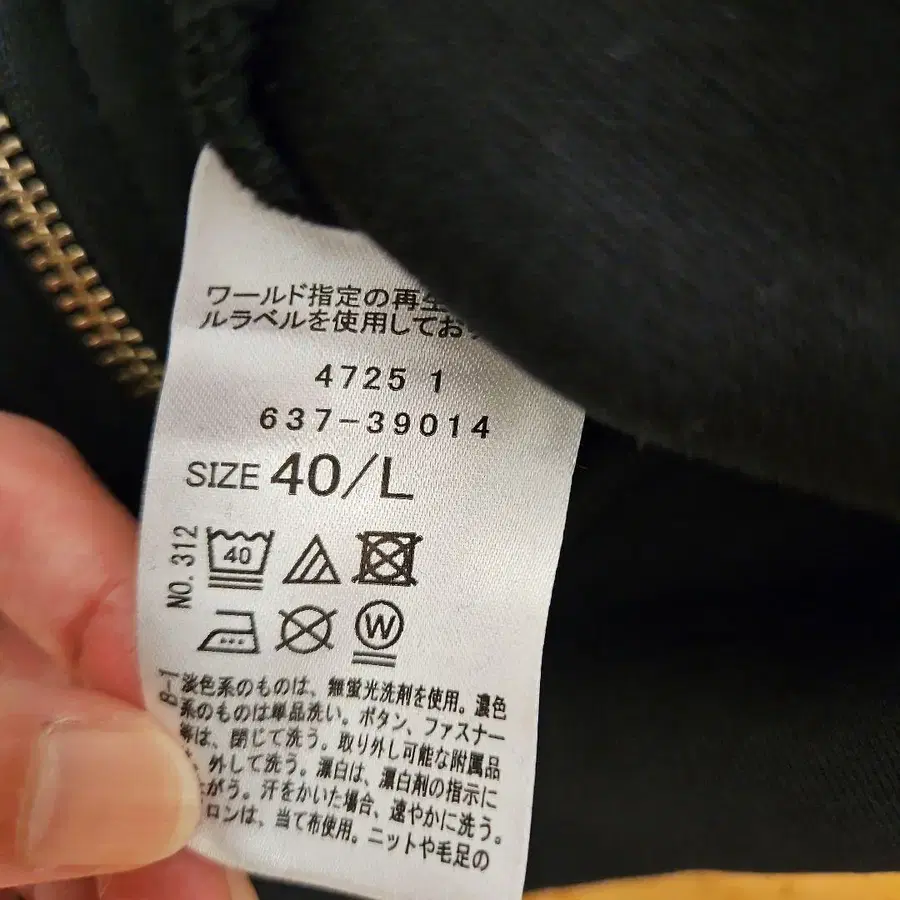 ワールド指定の再生
ルラベルを使用してお
4725 1
637-39014
SIZE 40/L
NO.312
40
W
B-1
淡色系のものは、無蛍光洗剤を使用。濃色
系のものは単品洗い。ボタン、ファスナー
等は、閉じて洗う。取り外し可能な附属品
、外して洗う。漂白は、漂白剤の指示に
がう。汗をかいた場合、速やかに洗う。
ロンは、当て布使用。ニットや毛足の